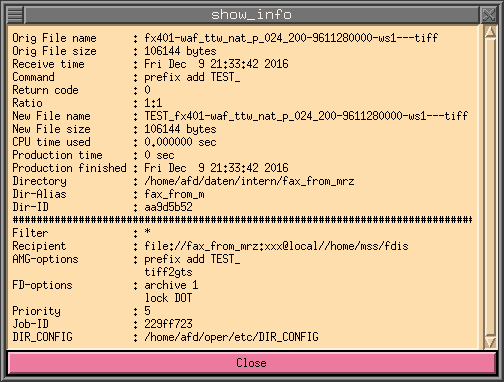 show_info
Orig File name      : fx401-waf_ttw_nat_p_024_200-9611280000-ws1---tiff
Orig File size      : 106144 bytes
Receive time        : Fri Dec  9 21:33:42 2016
Command             : prefix add TEST_
Return code         : 0
Ratio               : 1:1
New File name       : TEST_fx401-waf_ttw_nat_p_024_200-9611280000-ws1---tiff
New File size       : 106144 bytes
CPU time used       : 0.000000 sec
Production time     : 0 sec
Production finished : Fri Dec  9 21:33:42 2016
Directory           : /home/afd/daten/intern/fax_from_mrz
Dir-Alias           : fax_from_m
Dir-ID              : aa9d5b52
##########################################################################
Filter              : *
Recipient           : file://fax_from_mrz:xxx@local//home/mss/fdis
AMG-options         : prefix add TEST_
                      tiff2gts
FD-options          : archive 1
                      lock DOT
Priority            : 5
Job-ID              : 229ff723
DIR_CONFIG          : /home/afd/oper/etc/DIR_CONFIG
Close